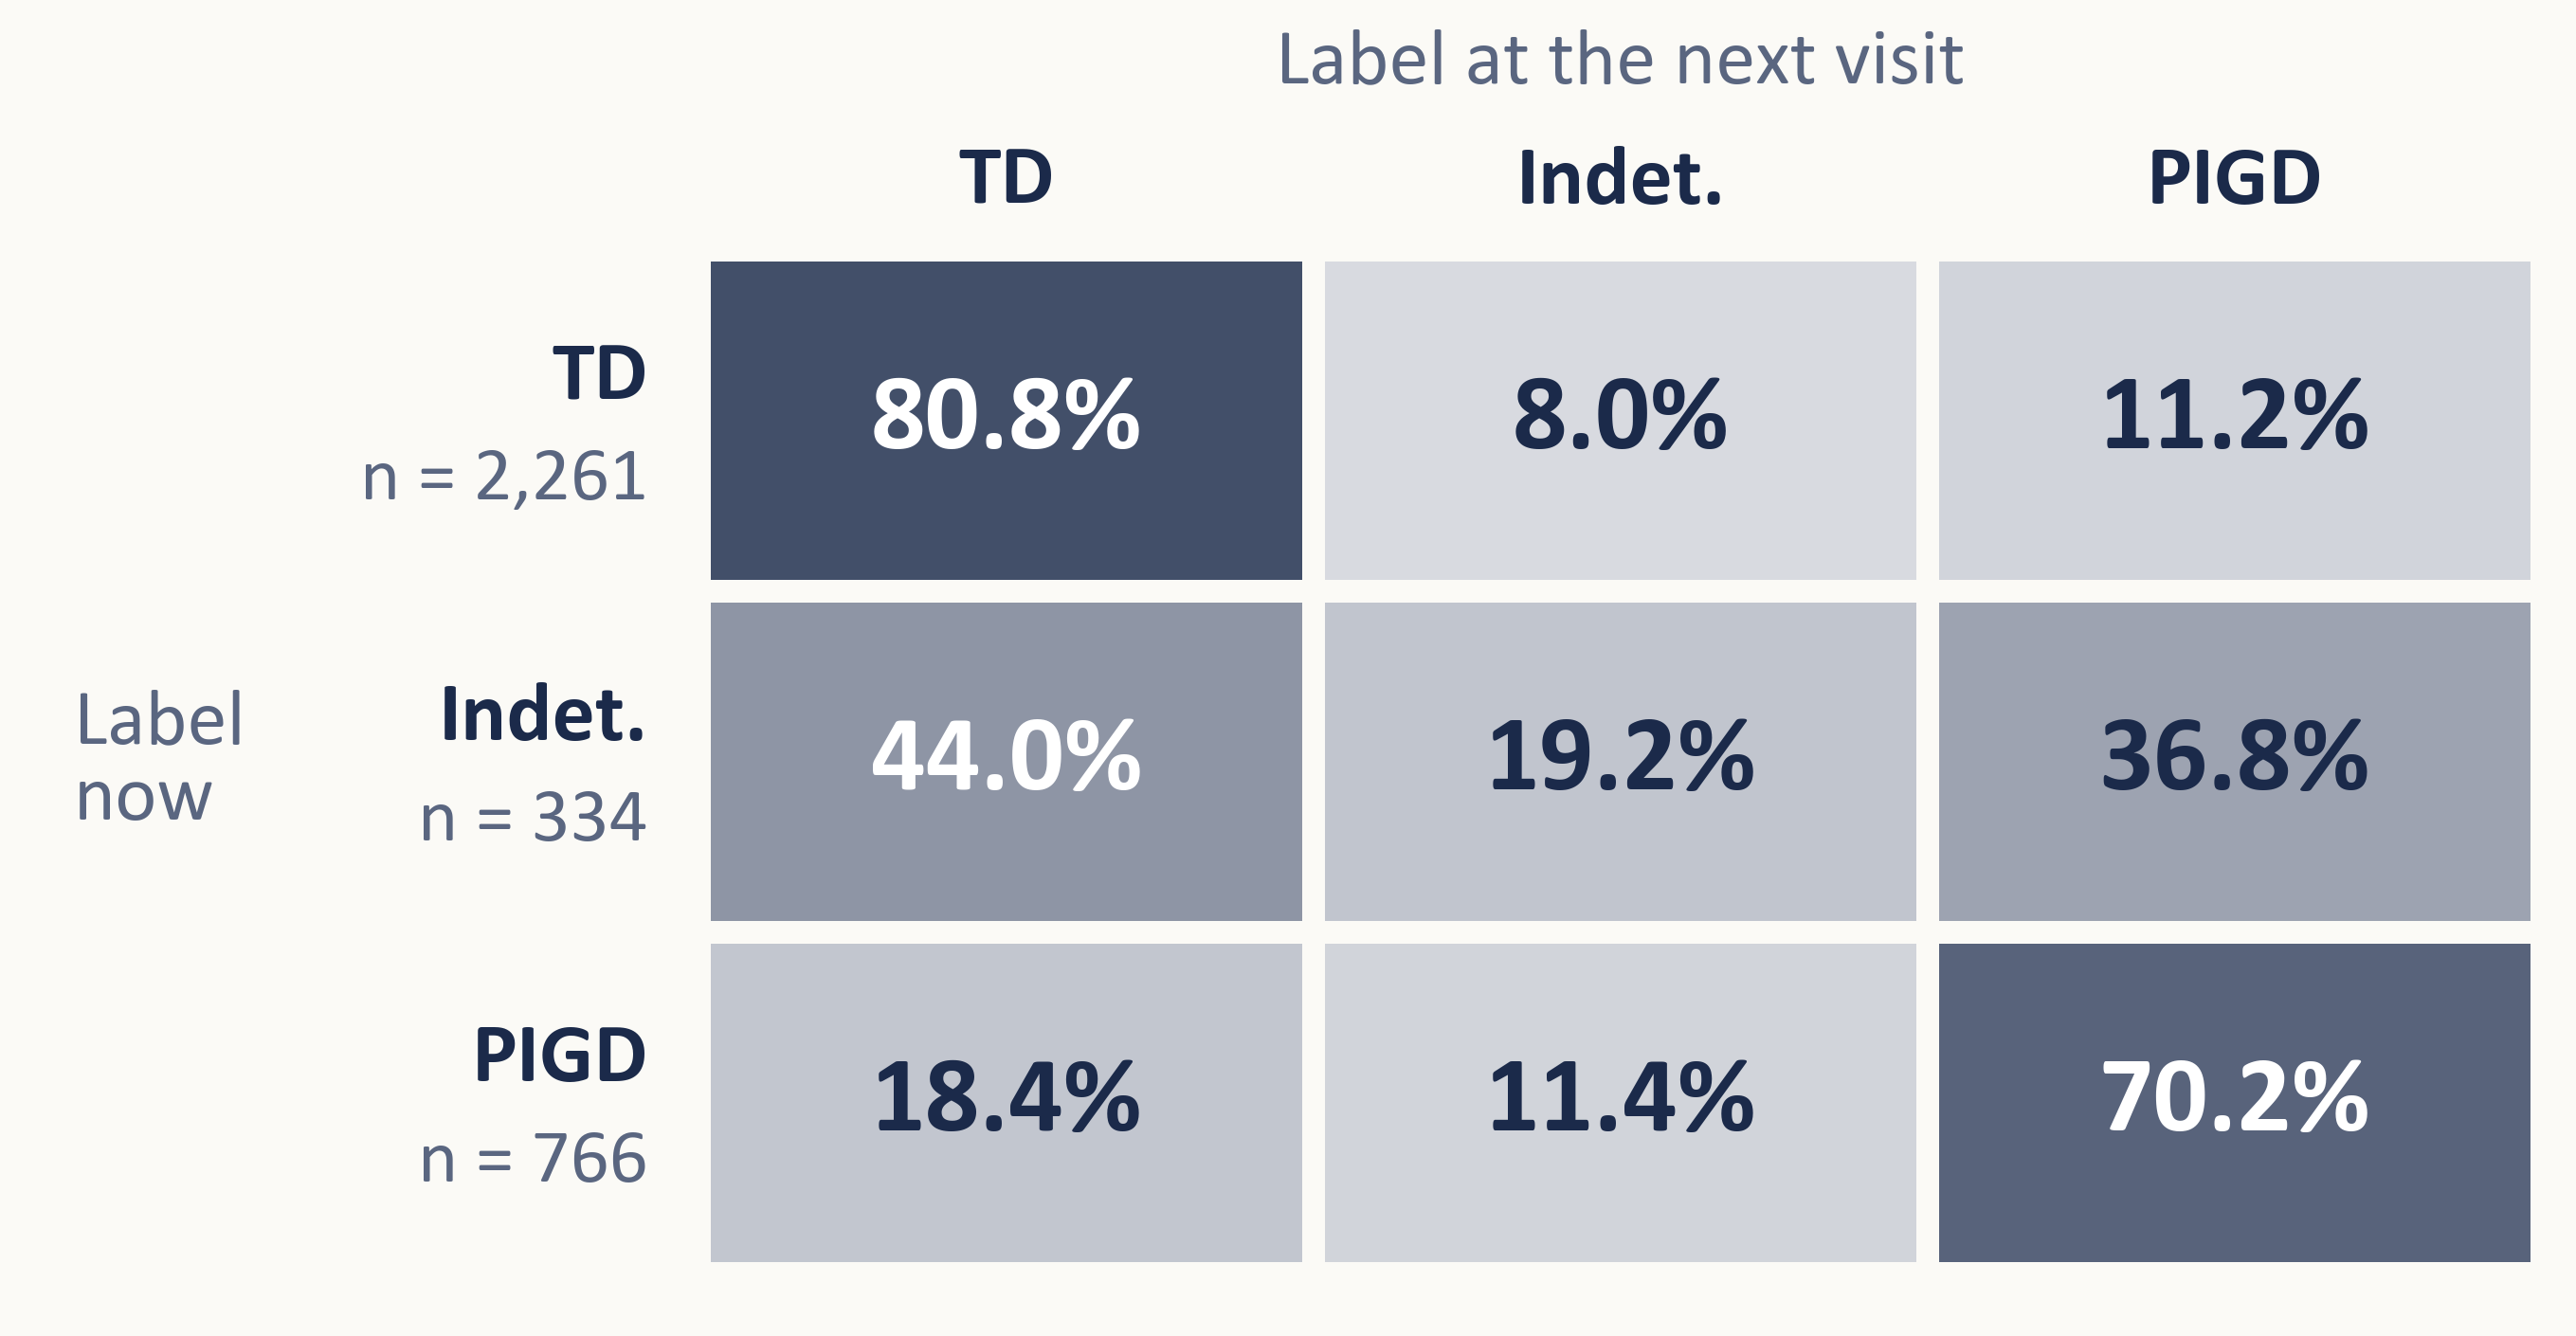 Label at the next visit
TD Indet. PIGD
TD
n = 2,261
80.8% 8.0% 11.2%
Label
now
Indet.
n = 334
44.0% 19.2% 36.8%
PIGD
n = 766
18.4% 11.4% 70.2%